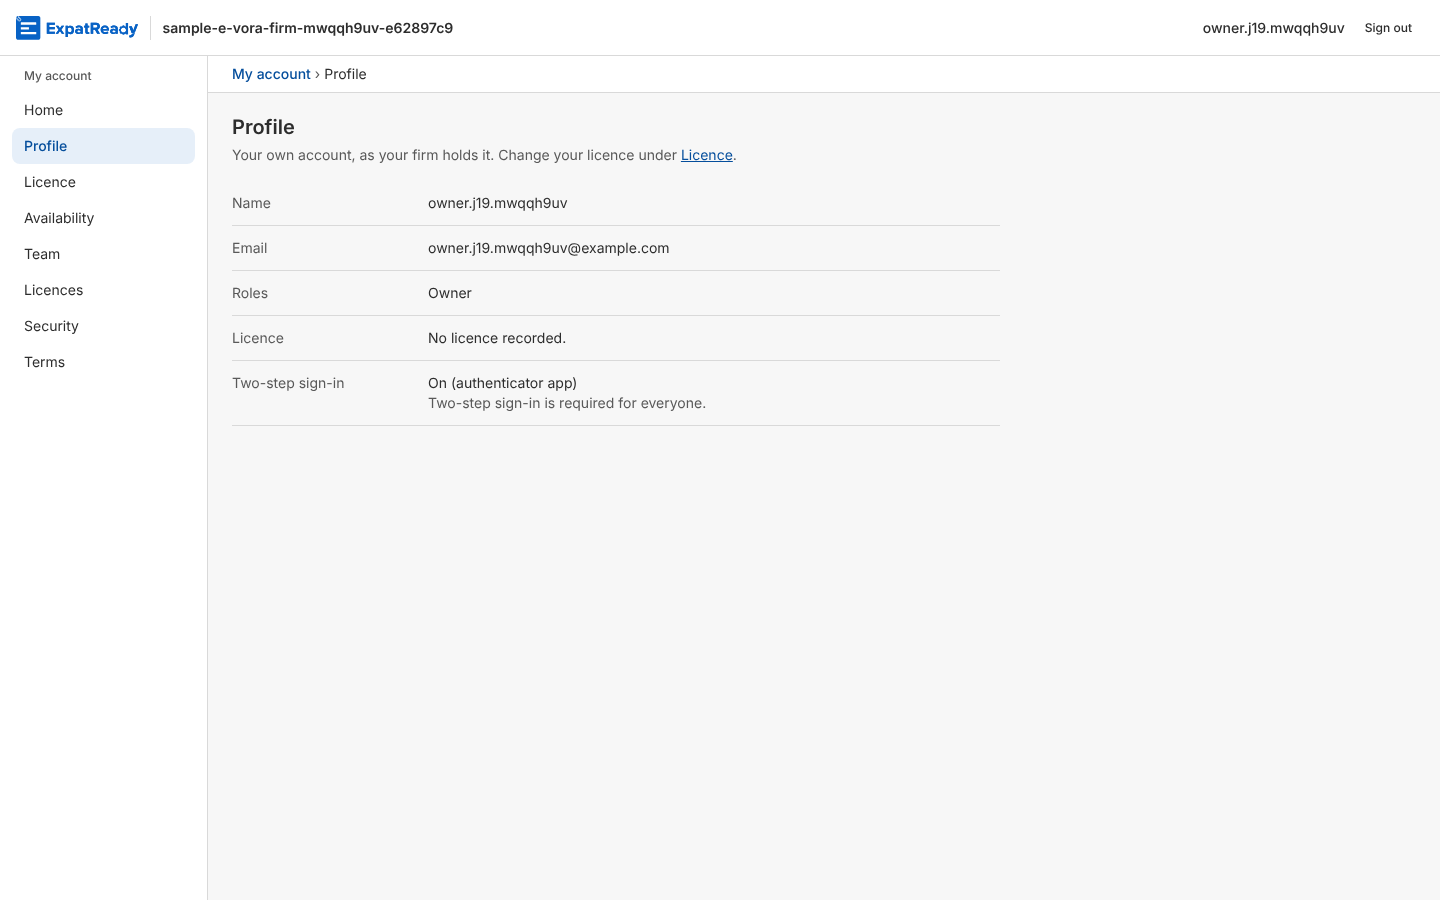 ExpatReady
sample-e-vora-firm-mwqqh9uv-e62897c9
owner.j19.mwqqh9uv
Sign out
My account
Home
Profile
Licence
Availability
Team
Licences
Security
Terms
My account › Profile
Profile
Your own account, as your firm holds it. Change your licence under Licence.
Name owner.j19.mwqqh9uv
Email owner.j19.mwqqh9uv@example.com
Roles Owner
Licence No licence recorded.
Two-step sign-in On (authenticator app)
Two-step sign-in is required for everyone.